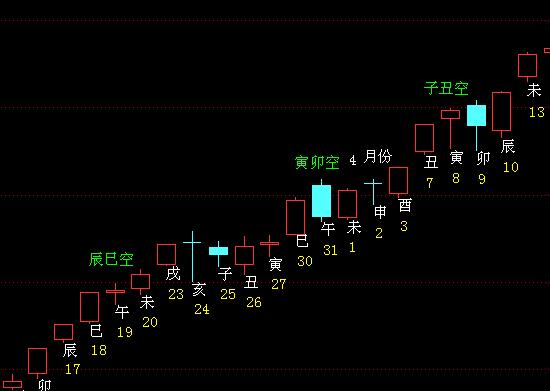 子丑空
未
13
寅卯空
4 月份
辰
10
丑
7
寅
8
卯
9
巳
30
午
31
未
1
申
2
酉
3
辰巳空
戌
23
亥
24
子
25
丑
26
寅
27
卯
辰
17
巳
18
午
19
未
20